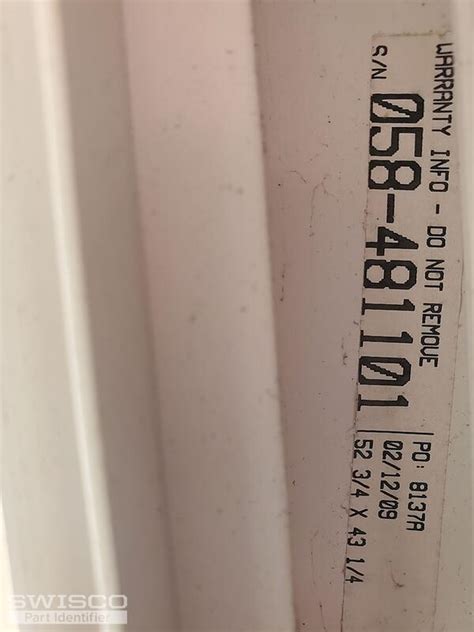 WARRANTY INFO - DO NOT REMOVE
S/N 058-481101
PO: 8137A
02/12/09
52 3/4 X 43 1/4
SWISCO
Part Identifier